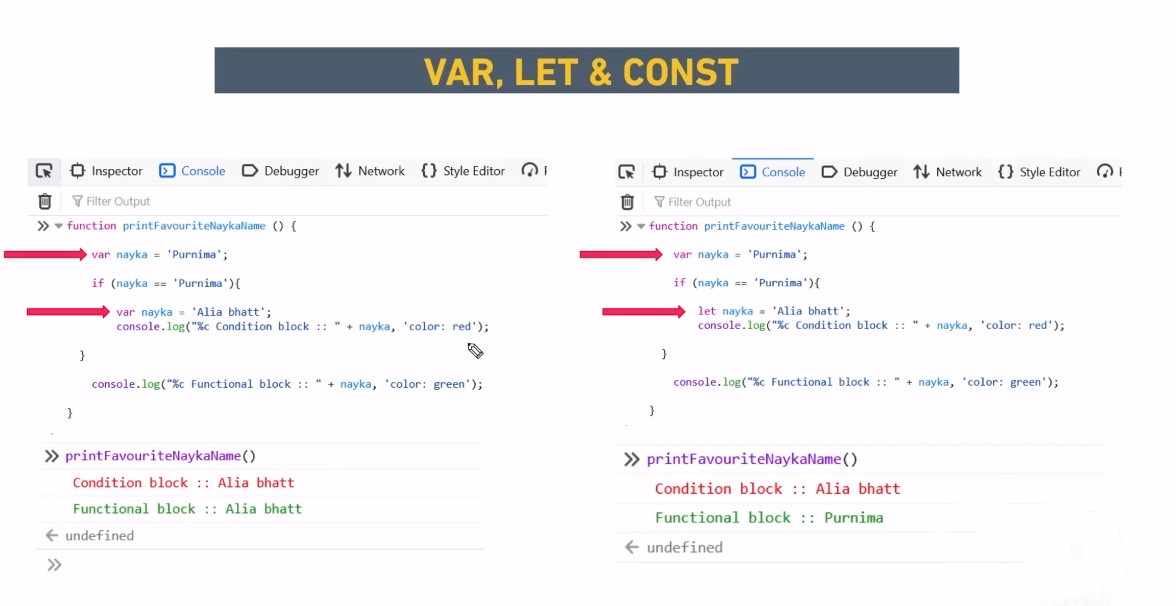 VAR, LET & CONST
Inspector Console Debugger Network Style Editor
Filter Output
function printFavouriteNaykaName () {
var nayka = 'Purnima';
if (nayka == 'Purnima'){
var nayka = 'Alia bhatt';
console.log("%c Condition block :: " + nayka, 'color: red');
}
console.log("%c Functional block :: " + nayka, 'color: green');
}
printFavouriteNaykaName()
Condition block :: Alia bhatt
Functional block :: Alia bhatt
undefined
Inspector Console Debugger Network Style Editor
Filter Output
function printFavouriteNaykaName () {
var nayka = 'Purnima';
if (nayka == 'Purnima'){
let nayka = 'Alia bhatt';
console.log("%c Condition block :: " + nayka, 'color: red');
}
console.log("%c Functional block :: " + nayka, 'color: green');
}
printFavouriteNaykaName()
Condition block :: Alia bhatt
Functional block :: Purnima
undefined